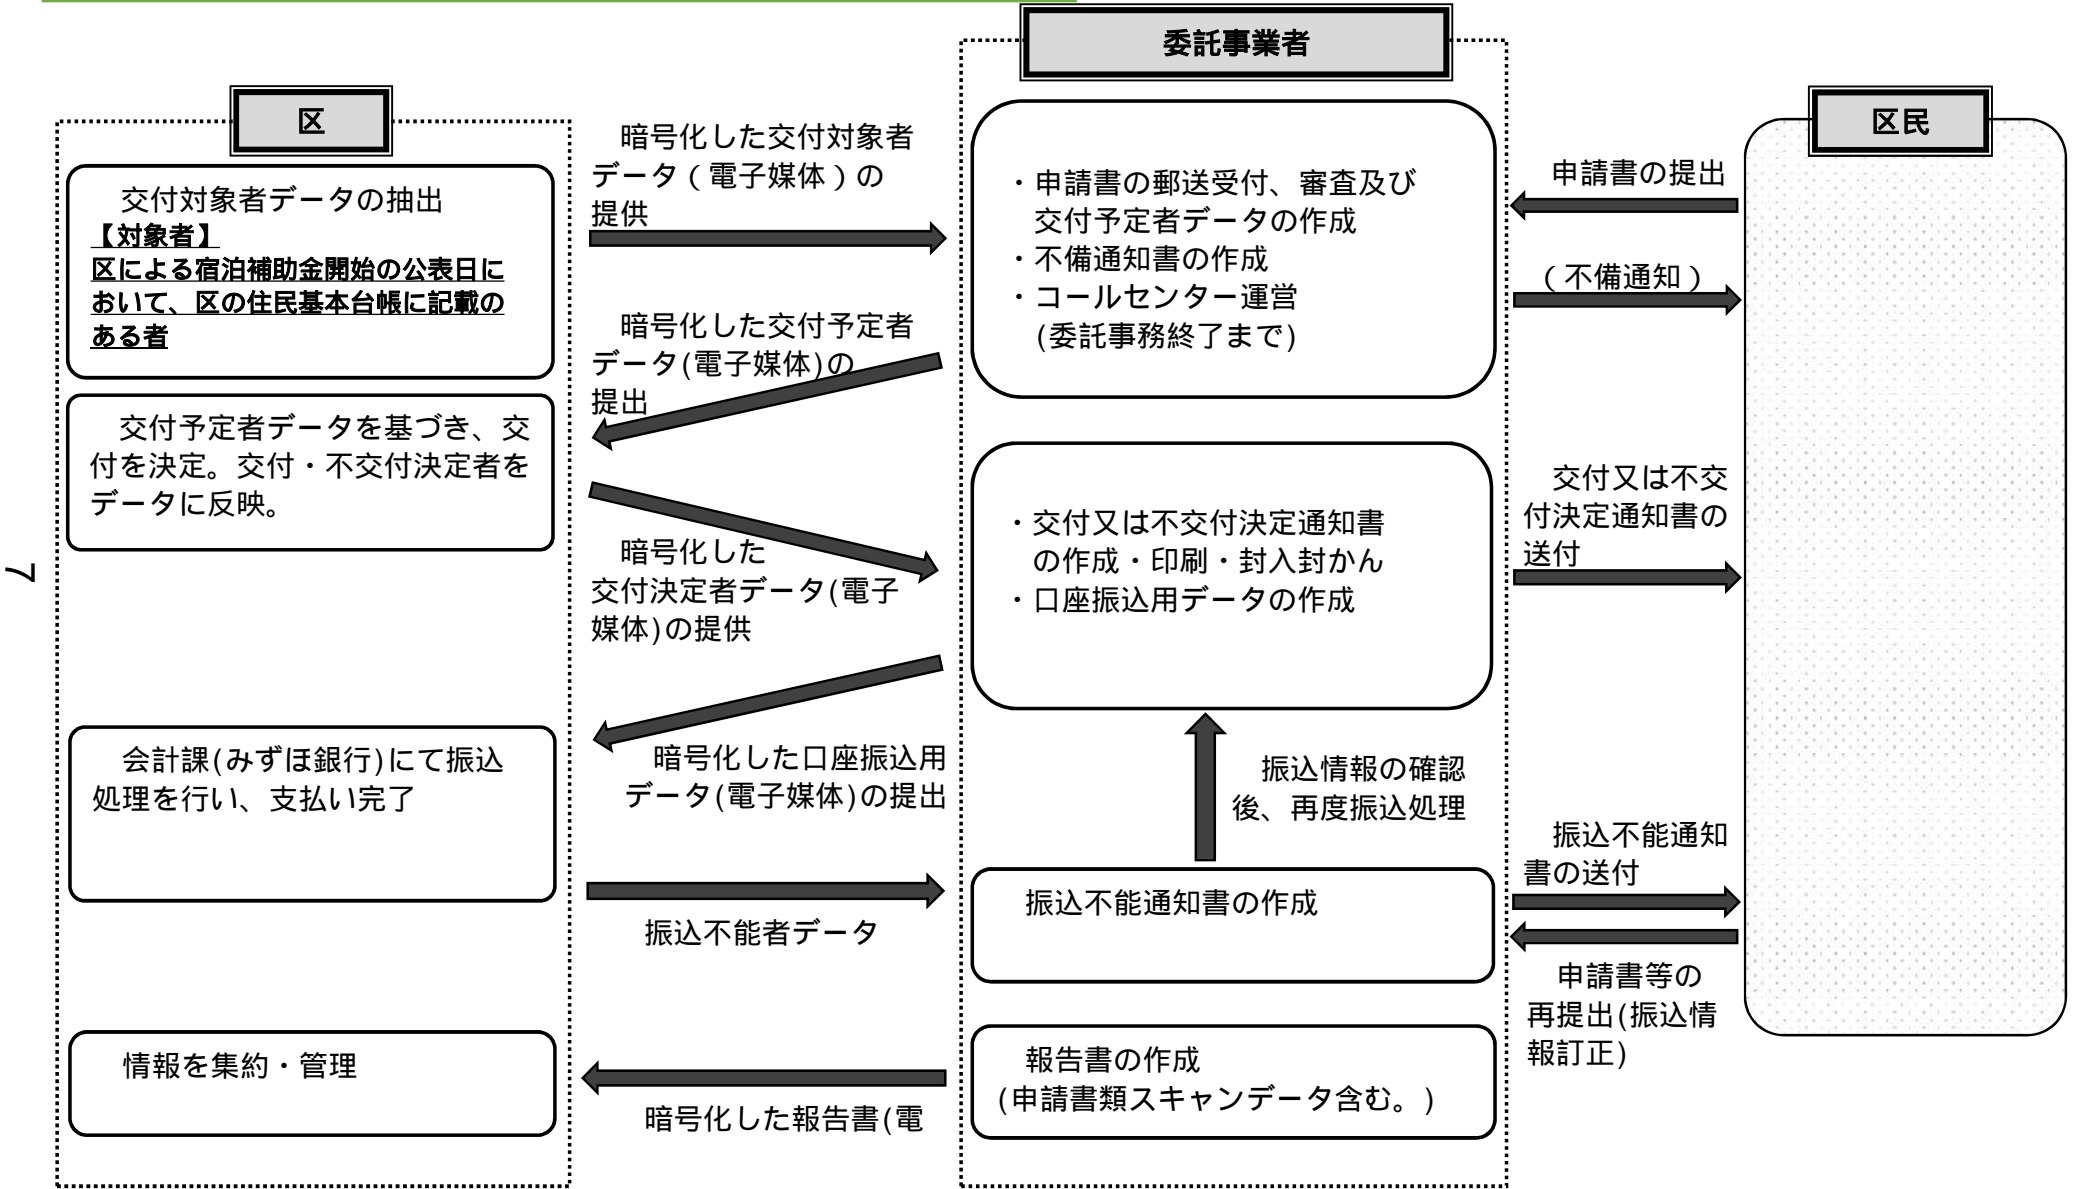 委託事業者
区
区民
交付対象者データの抽出
【対象者】
区による宿泊補助金開始の公表日に
おいて、区の住民基本台帳に記載の
ある者
交付予定者データを基づき、交
付を決定。交付・不交付決定者を
データに反映。
会計課(みずほ銀行)にて振込
処理を行い、支払い完了
情報を集約・管理
暗号化した交付対象者
データ(電子媒体)の
提供
暗号化した交付予定者
データ(電子媒体)の
提出
暗号化した
交付決定者データ(電子
媒体)の提供
暗号化した口座振込用
データ(電子媒体)の提出
振込不能者データ
暗号化した報告書(電
・申請書の郵送受付、審査及び
交付予定者データの作成
・不備通知書の作成
・コールセンター運営
(委託事務終了まで)
・交付又は不交付決定通知書
の作成・印刷・封入封かん
・口座振込用データの作成
振込情報の確認
後、再度振込処理
振込不能通知書の作成
報告書の作成
(申請書類スキャンデータ含む。)
申請書の提出
(不備通知)
交付又は不交
付決定通知書の
送付
振込不能通知
書の送付
申請書等の
再提出(振込情
報訂正)
7